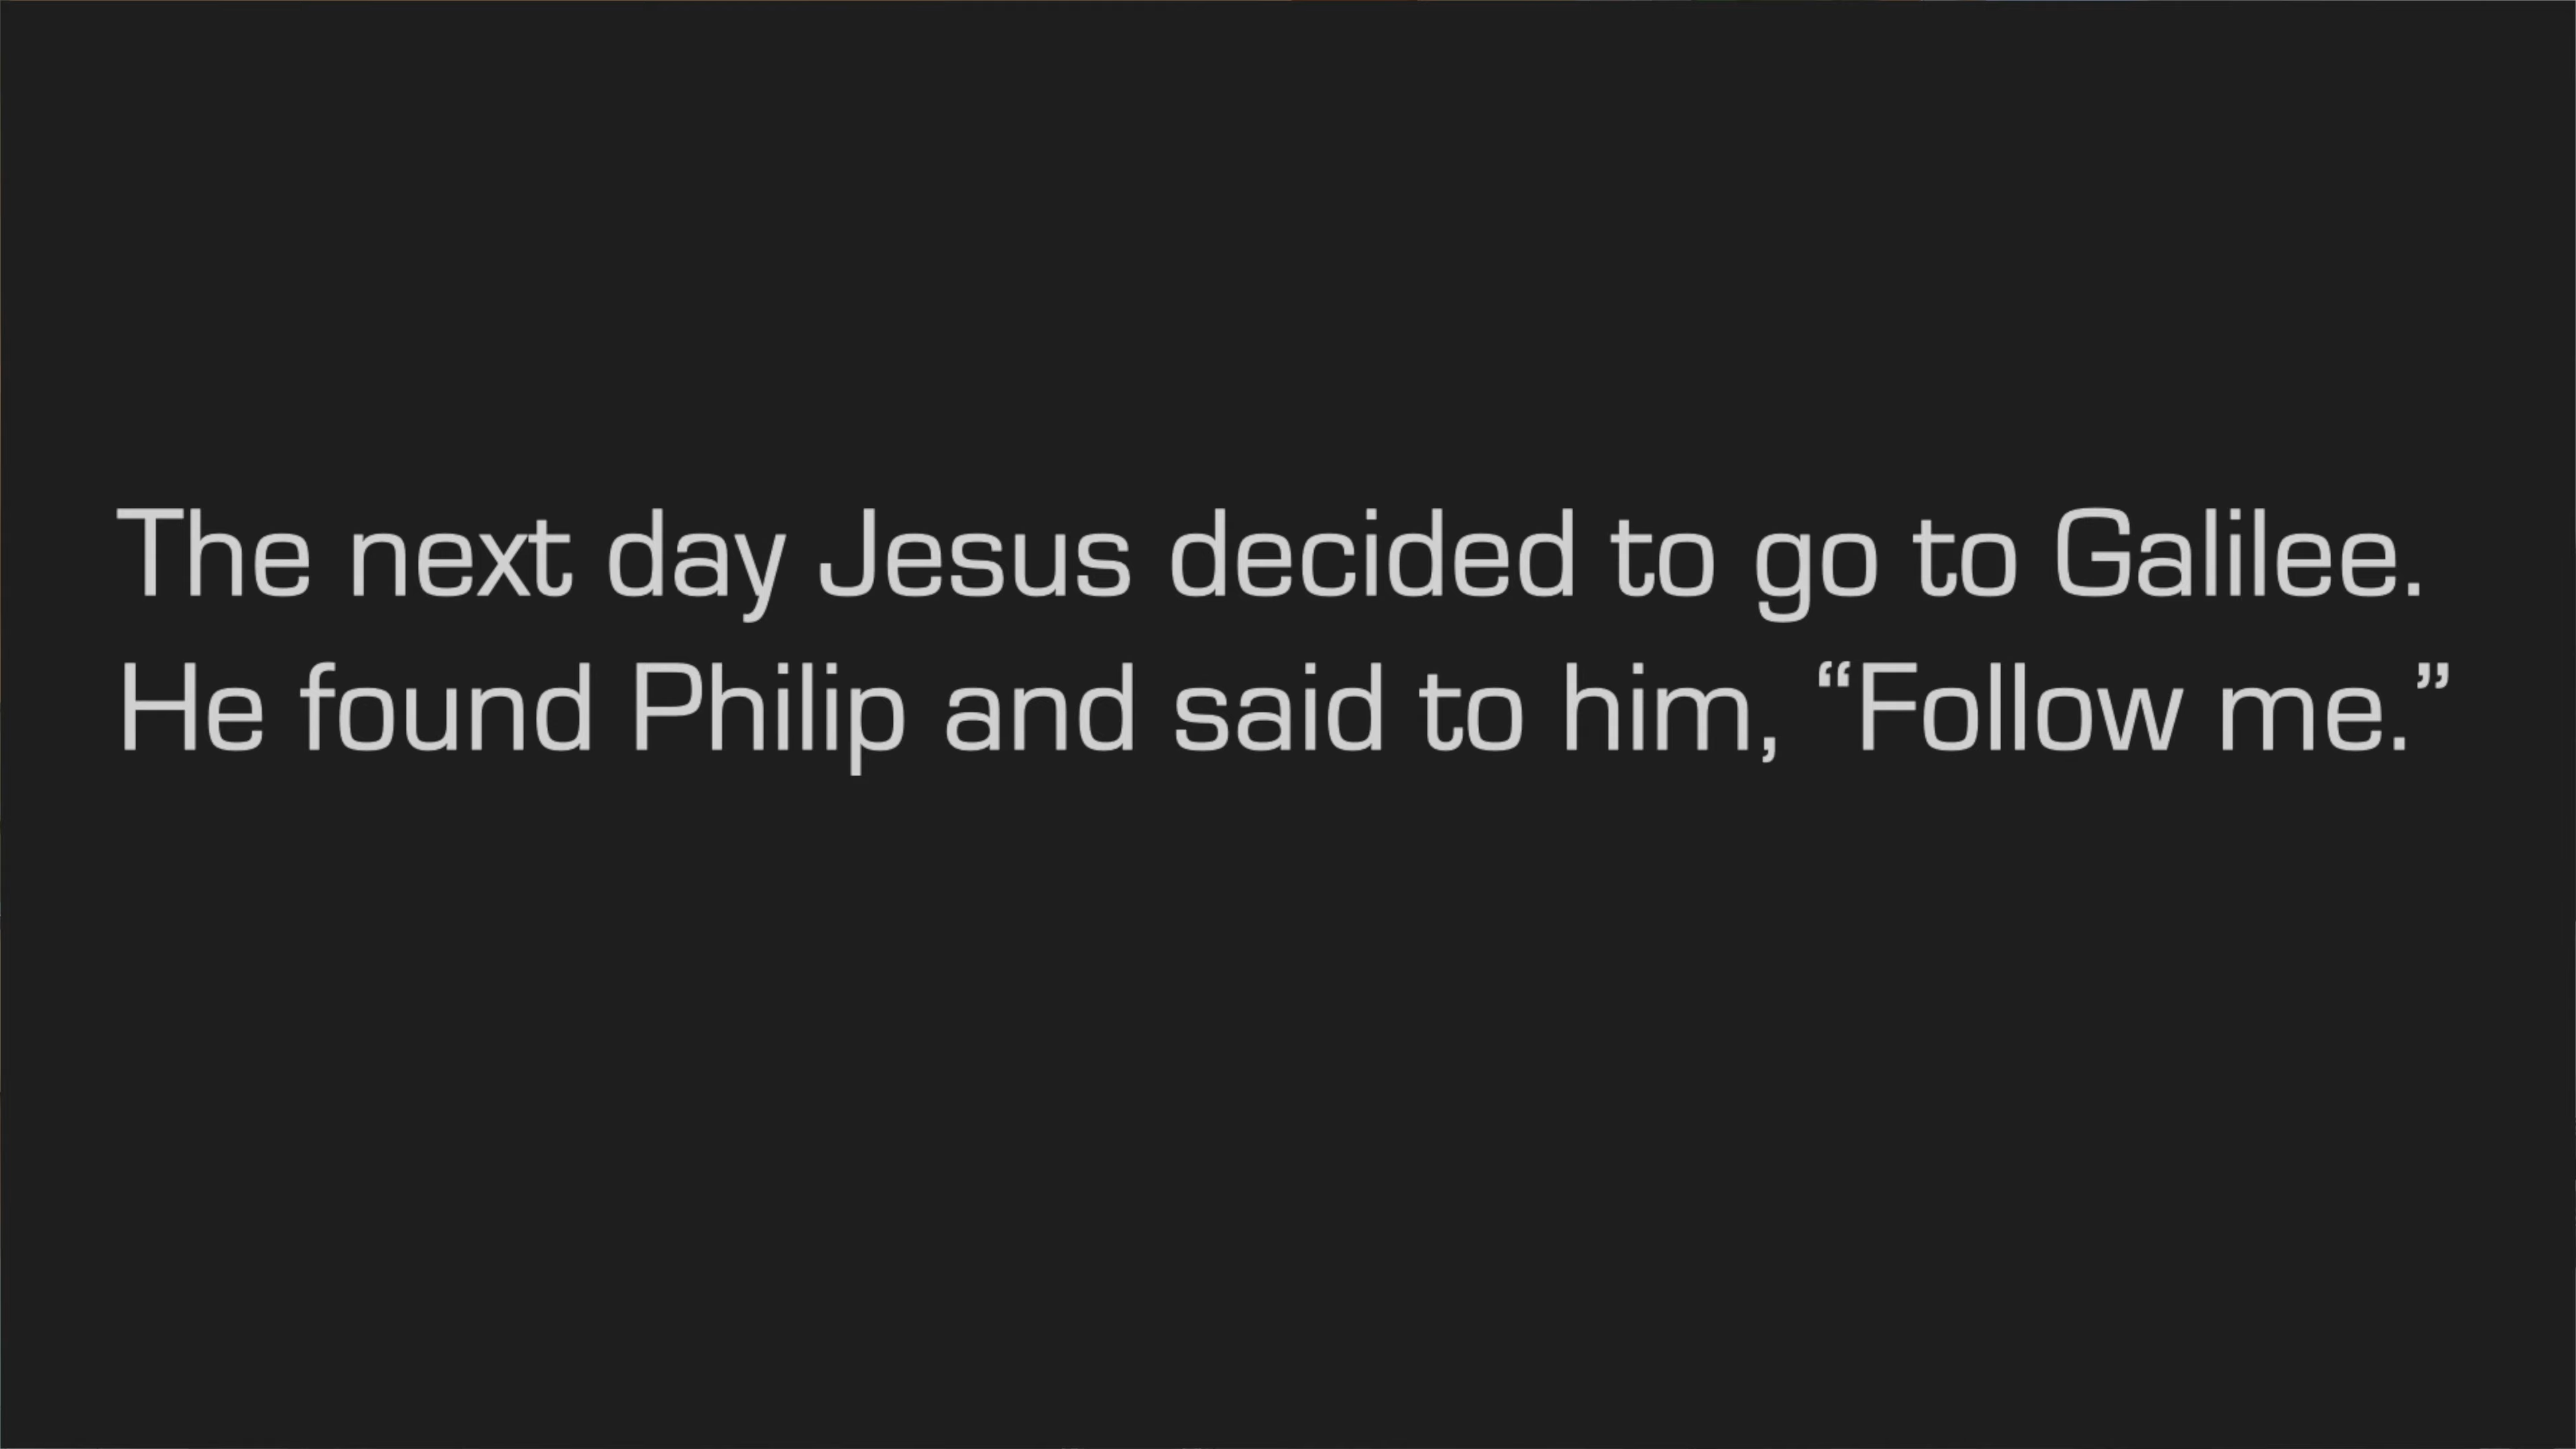 The next day Jesus decided to go to Galilee.
He found Philip and said to him, “Follow me.”